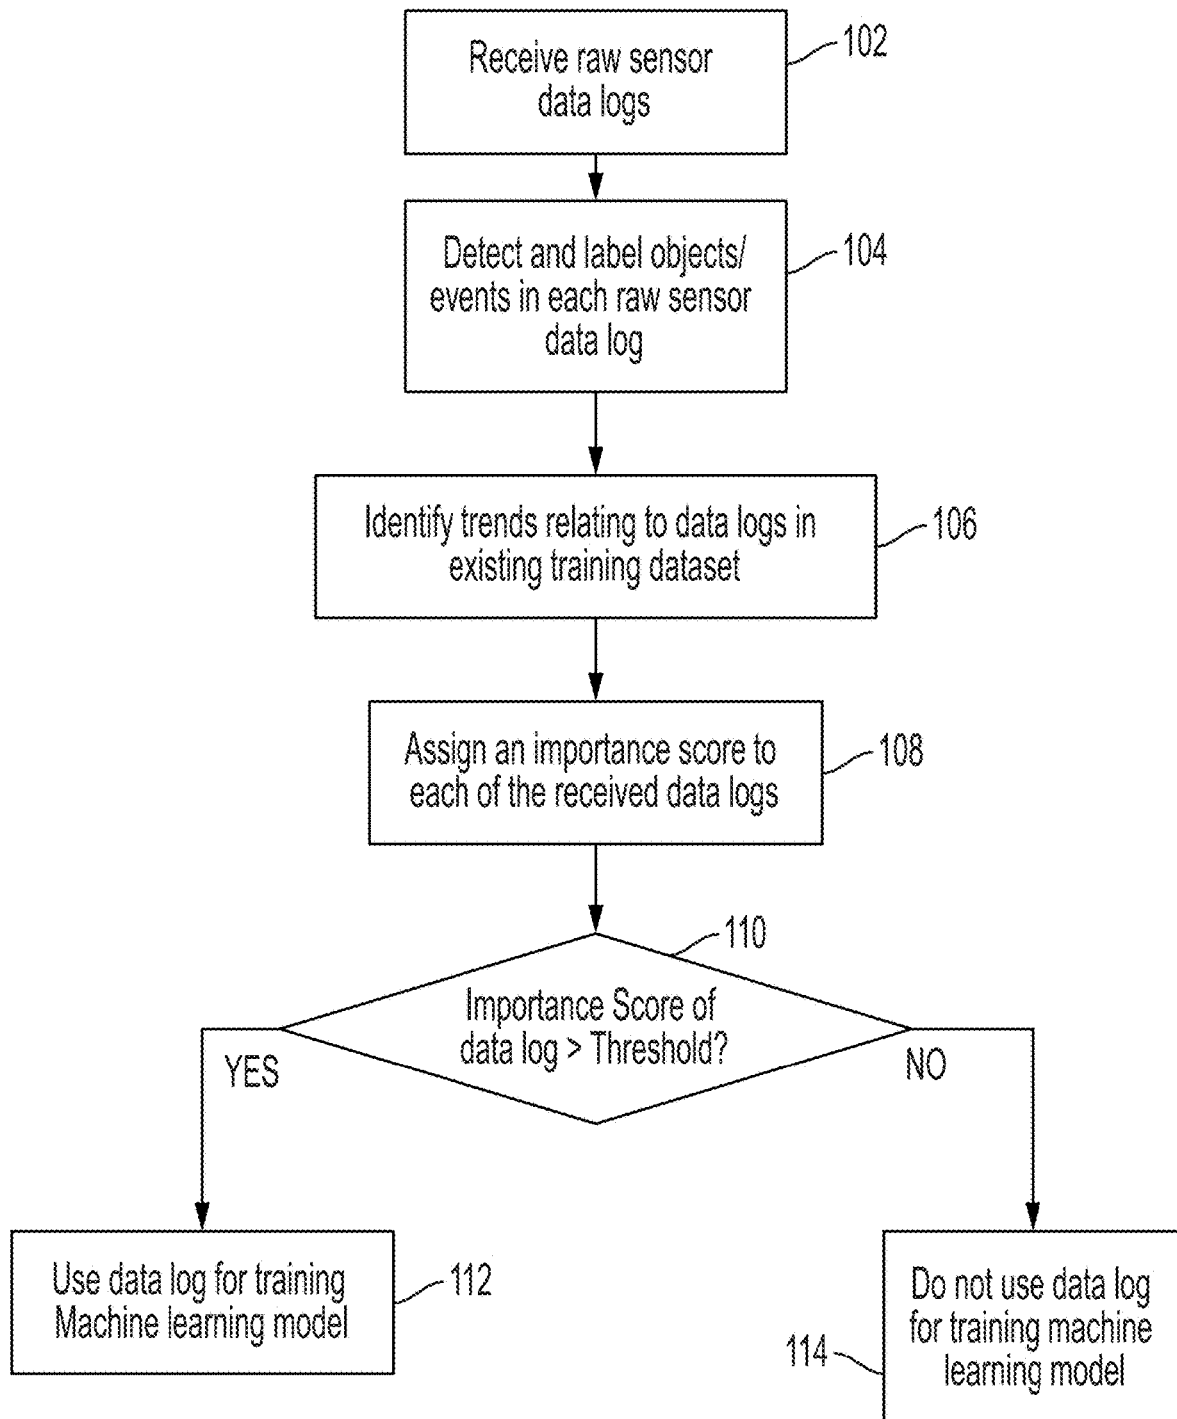 Receive raw sensor
data logs
102
Detect and label objects/
events in each raw sensor
data log
104
Identify trends relating to data logs in
existing training dataset
106
Assign an importance score to
each of the received data logs
108
110
Importance Score of
data log > Threshold?
YES
NO
Use data log for training
Machine learning model
112
Do not use data log
for training machine
learning model
114